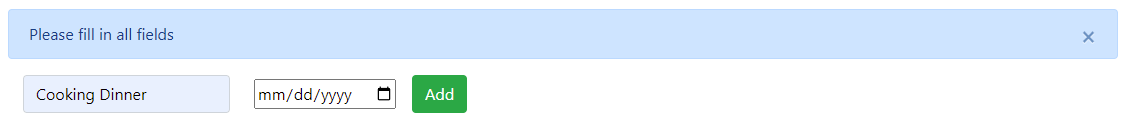 Please fill in all fields ×
Cooking Dinner mm/dd/yyyy Add